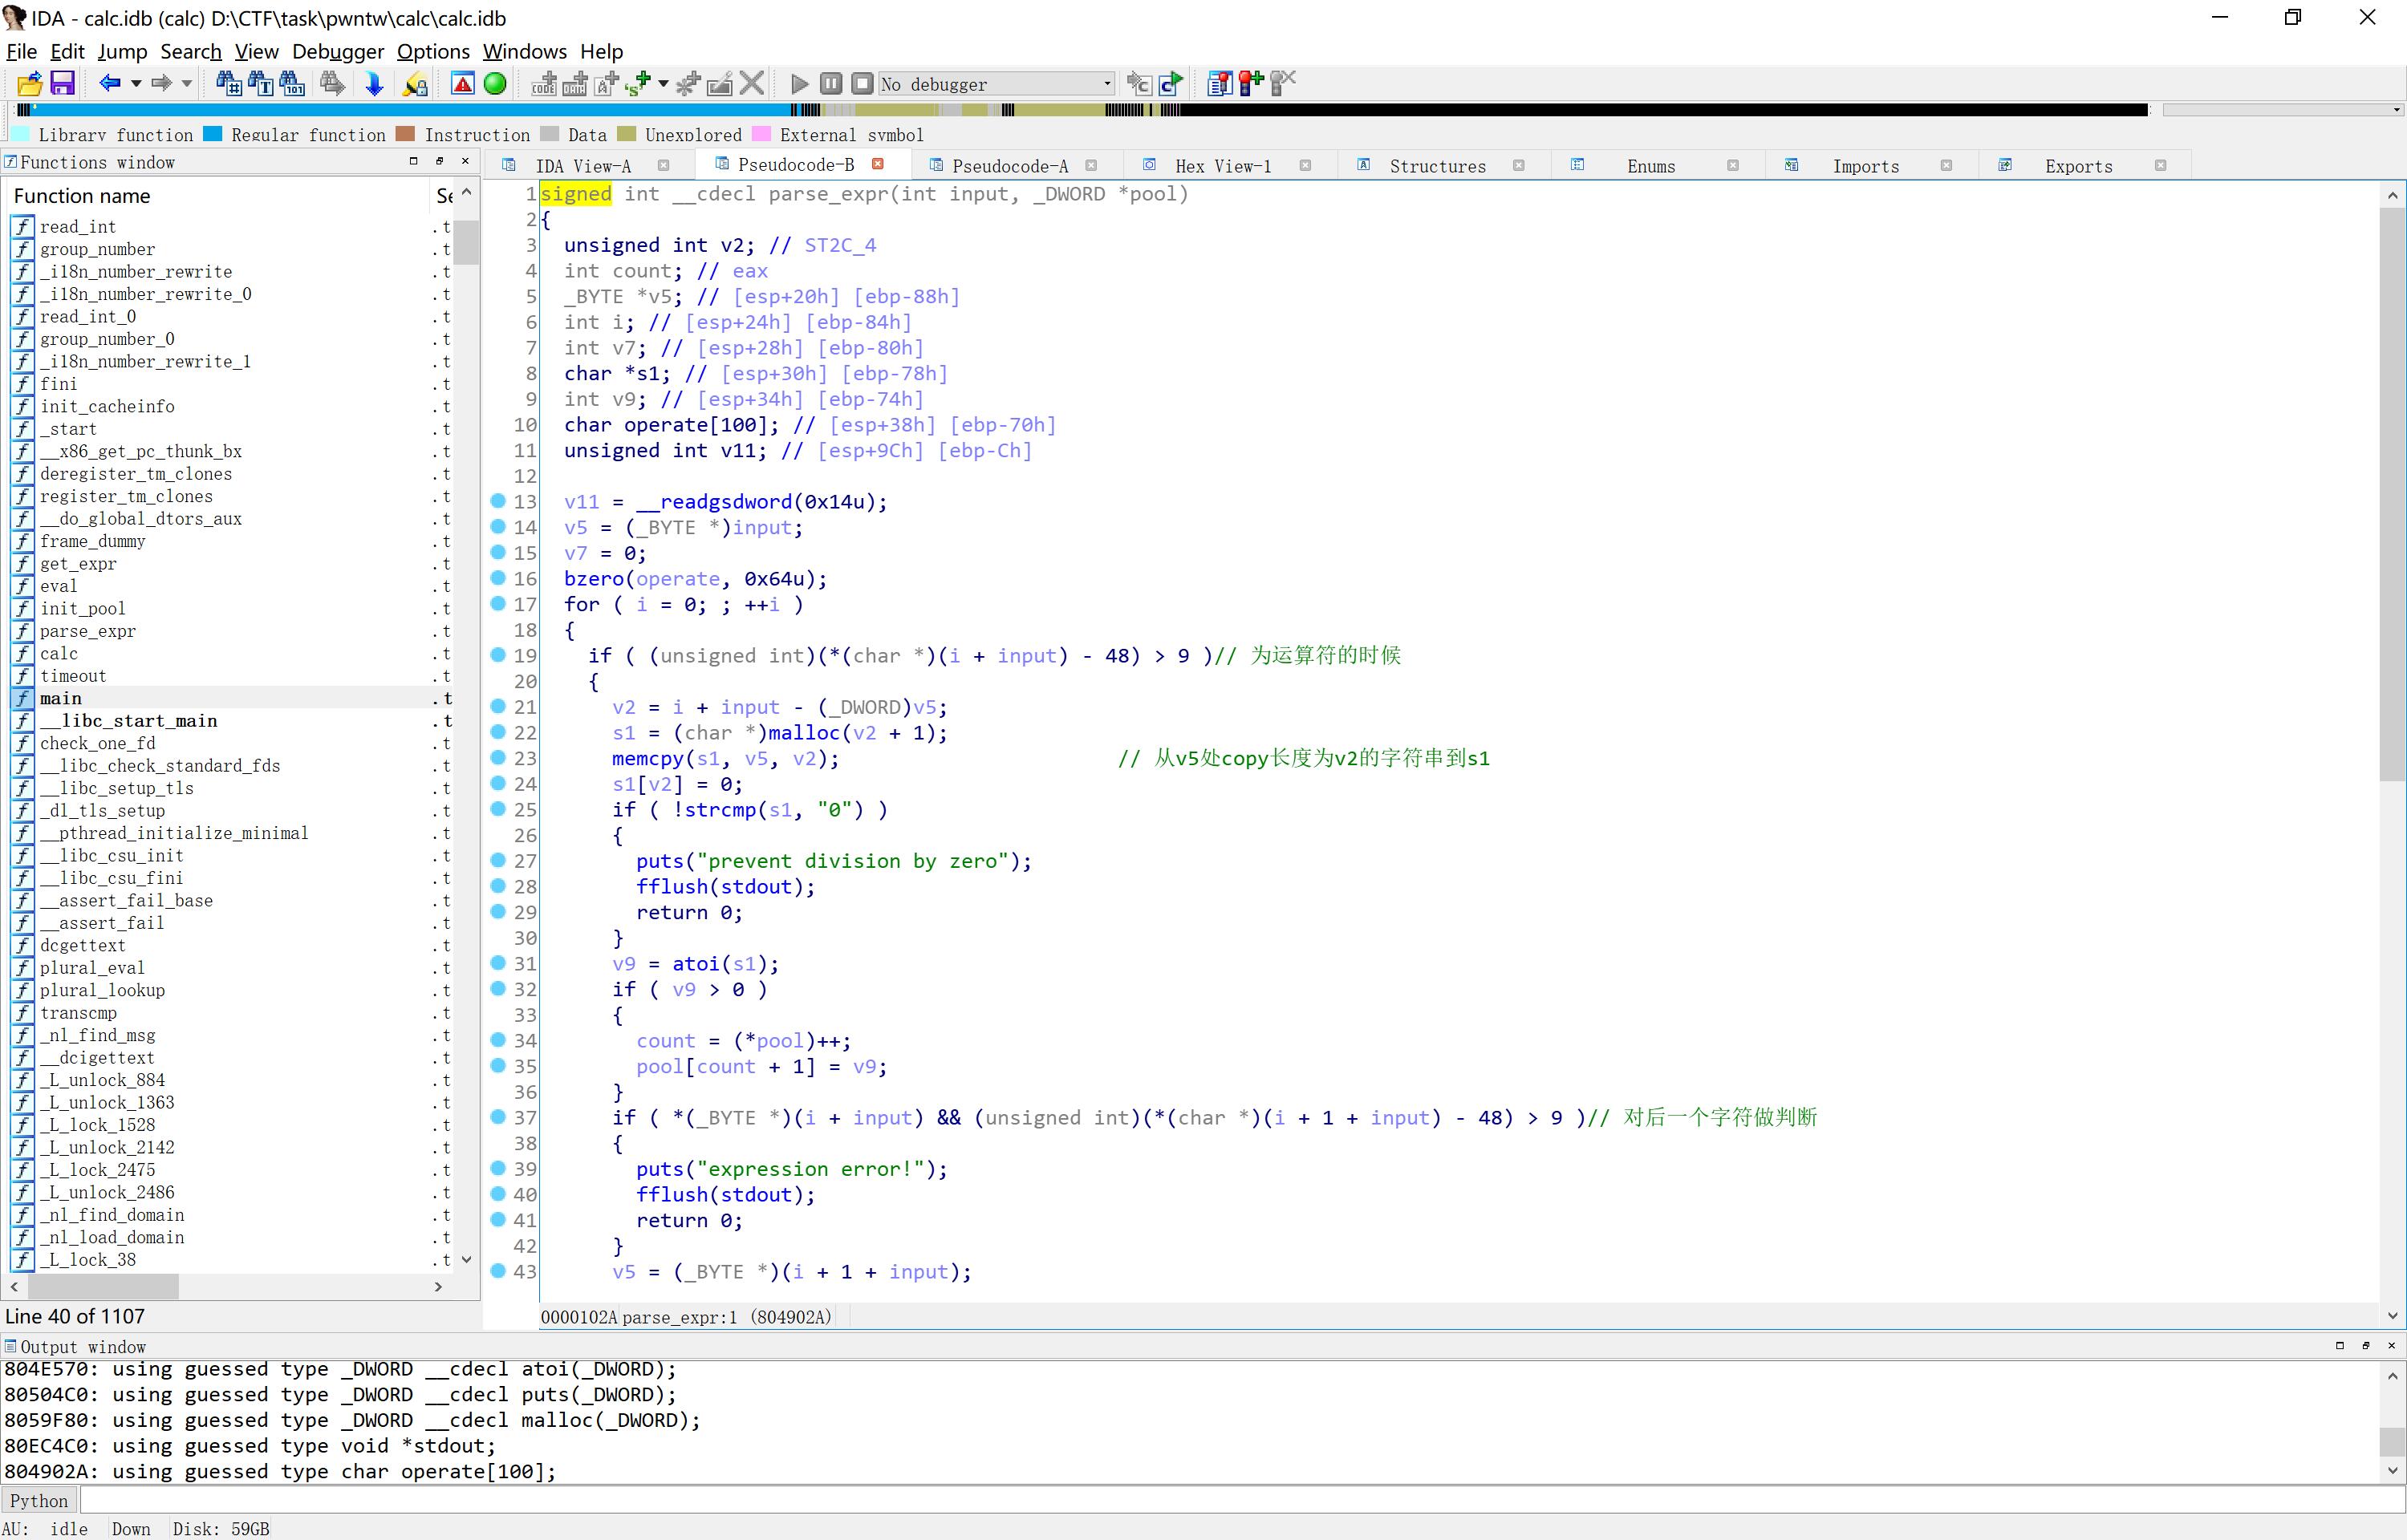 IDA - calc.idb (calc) D:\CTF\task\pwntw\calc\calc.idb
File Edit Jump Search View Debugger Options Windows Help
No debugger
Library function Regular function Instruction Data Unexplored External symbol
Functions window
IDA View-A Pseudocode-B Pseudocode-A Hex View-1 Structures Enums Imports Exports
Function name Se
read_int .t
group_number .t
_i18n_number_rewrite .t
_i18n_number_rewrite_0 .t
read_int_0 .t
group_number_0 .t
_i18n_number_rewrite_1 .t
fini .t
init_cacheinfo .t
_start .t
__x86_get_pc_thunk_bx .t
deregister_tm_clones .t
register_tm_clones .t
__do_global_dtors_aux .t
frame_dummy .t
get_expr .t
eval .t
init_pool .t
parse_expr .t
calc .t
timeout .t
main .t
__libc_start_main .t
check_one_fd .t
__libc_check_standard_fds .t
__libc_setup_tls .t
_dl_tls_setup .t
__pthread_initialize_minimal .t
__libc_csu_init .t
__libc_csu_fini .t
__assert_fail_base .t
__assert_fail .t
dcgettext .t
plural_eval .t
plural_lookup .t
transcmp .t
_nl_find_msg .t
__dcigettext .t
_L_unlock_884 .t
_L_unlock_1363 .t
_L_lock_1528 .t
_L_unlock_2142 .t
_L_lock_2475 .t
_L_unlock_2486 .t
_nl_find_domain .t
_nl_load_domain .t
_L_lock_38 .t
Line 40 of 1107
1 signed int __cdecl parse_expr(int input, _DWORD *pool)
2 {
3 unsigned int v2; // ST2C_4
4 int count; // eax
5 _BYTE *v5; // [esp+20h] [ebp-88h]
6 int i; // [esp+24h] [ebp-84h]
7 int v7; // [esp+28h] [ebp-80h]
8 char *s1; // [esp+30h] [ebp-78h]
9 int v9; // [esp+34h] [ebp-74h]
10 char operate[100]; // [esp+38h] [ebp-70h]
11 unsigned int v11; // [esp+9Ch] [ebp-Ch]
12
13 v11 = __readgsdword(0x14u);
14 v5 = (_BYTE *)input;
15 v7 = 0;
16 bzero(operate, 0x64u);
17 for ( i = 0; ; ++i )
18 {
19 if ( (unsigned int)(*(char *)(i + input) - 48) > 9 )// 为运算符的时候
20 {
21 v2 = i + input - (_DWORD)v5;
22 s1 = (char *)malloc(v2 + 1);
23 memcpy(s1, v5, v2); // 从v5处copy长度为v2的字符串到s1
24 s1[v2] = 0;
25 if ( !strcmp(s1, "0") )
26 {
27 puts("prevent division by zero");
28 fflush(stdout);
29 return 0;
30 }
31 v9 = atoi(s1);
32 if ( v9 > 0 )
33 {
34 count = (*pool)++;
35 pool[count + 1] = v9;
36 }
37 if ( *(_BYTE *)(i + input) && (unsigned int)(*(char *)(i + 1 + input) - 48) > 9 )// 对后一个字符做判断
38 {
39 puts("expression error!");
40 fflush(stdout);
41 return 0;
42 }
43 v5 = (_BYTE *)(i + 1 + input);
0000102A parse_expr:1 (804902A)
Output window
804E570: using guessed type _DWORD __cdecl atoi(_DWORD);
80504C0: using guessed type _DWORD __cdecl puts(_DWORD);
8059F80: using guessed type _DWORD __cdecl malloc(_DWORD);
80EC4C0: using guessed type void *stdout;
804902A: using guessed type char operate[100];
Python
AU: idle Down Disk: 59GB